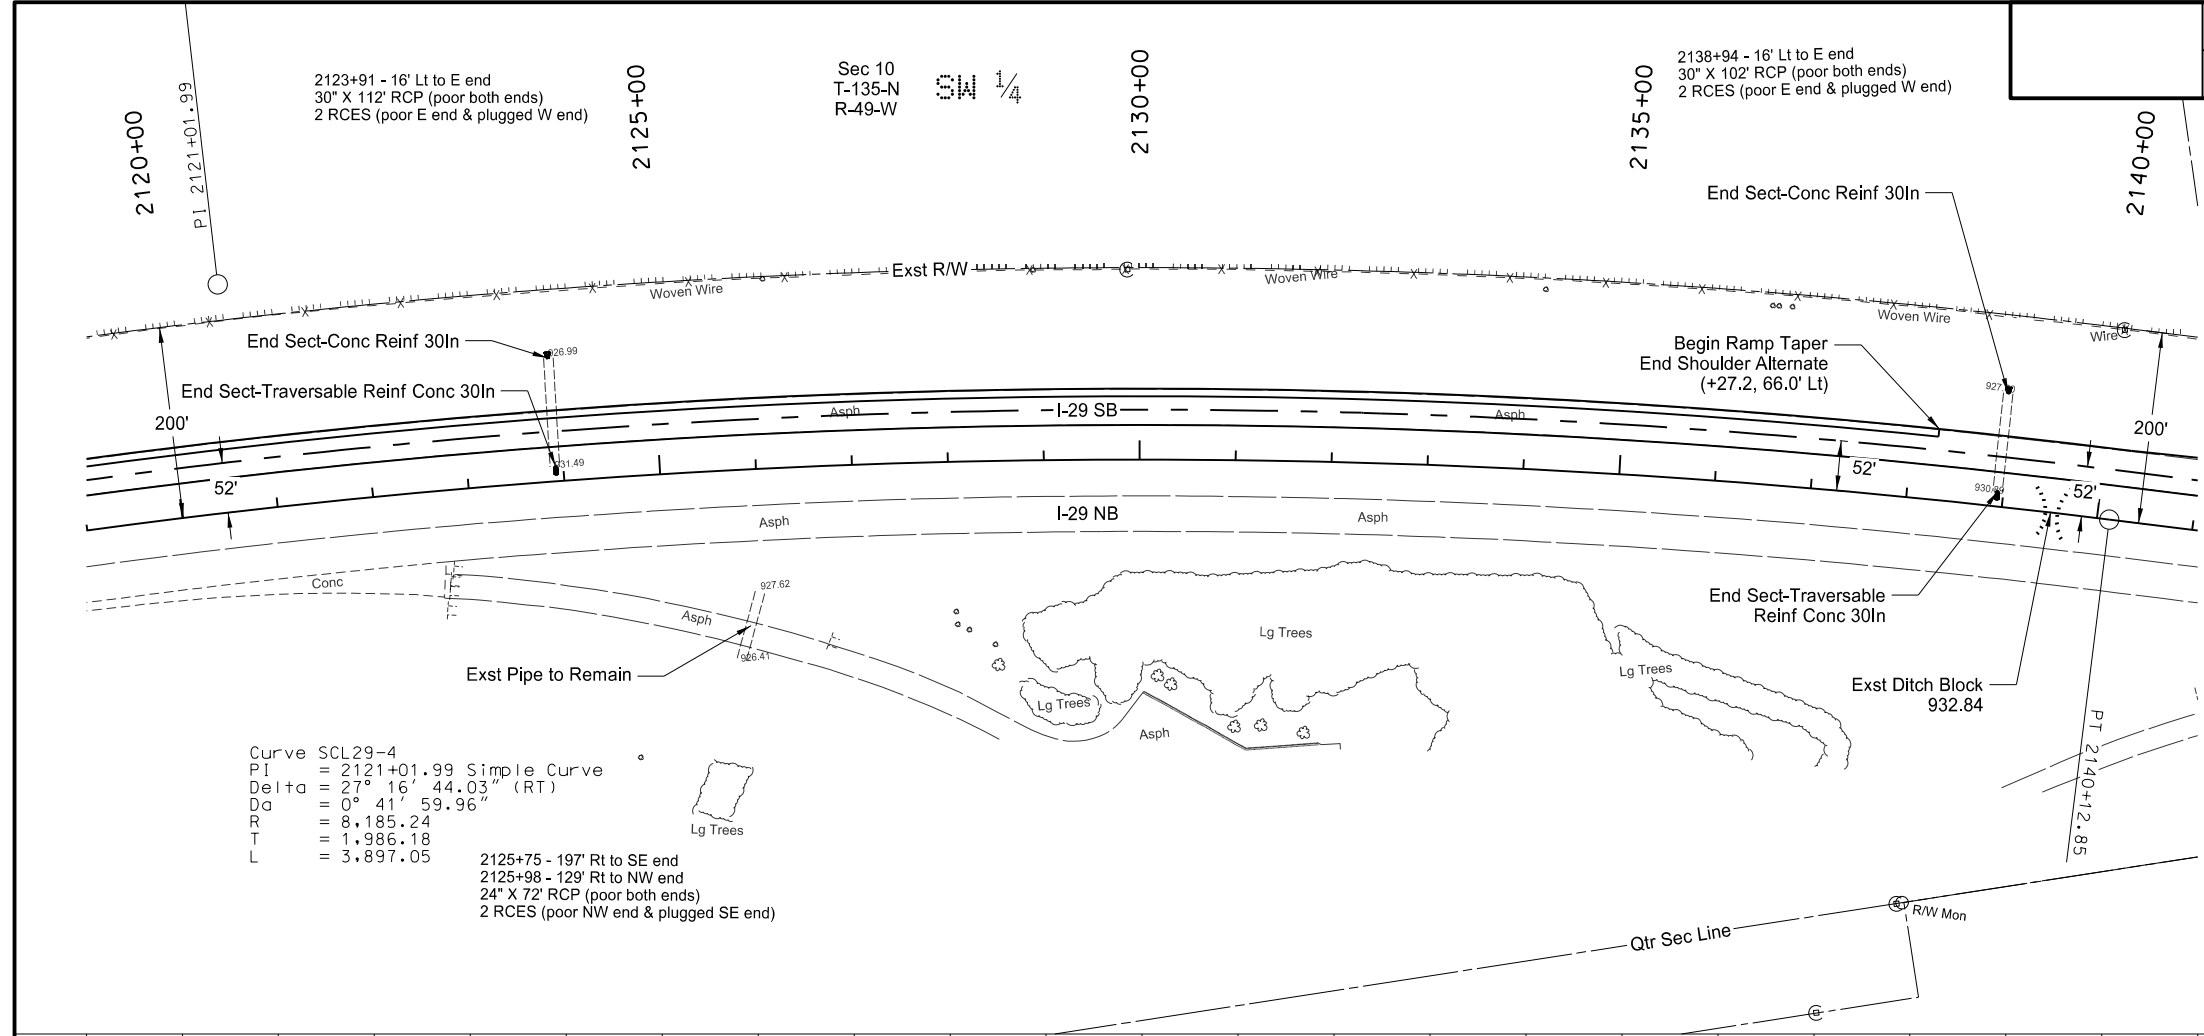 2120+00
PI 2121+01.99
2123+91 - 16' Lt to E end
30" X 112' RCP (poor both ends)
2 RCES (poor E end & plugged W end)
2125+00
Sec 10
T-135-N
R-49-W
SW 1/4
2130+00
2135+00
2138+94 - 16' Lt to E end
30" X 102' RCP (poor both ends)
2 RCES (poor E end & plugged W end)
2140+00
End Sect-Conc Reinf 30In
Exst R/W
Woven Wire
Woven Wire
Woven Wire
Wire
End Sect-Conc Reinf 30In
926.99
Begin Ramp Taper
End Shoulder Alternate
(+27.2, 66.0' Lt)
End Sect-Traversable Reinf Conc 30In
931.49
200'
52'
Asph
I-29 SB
Asph
52'
200'
52'
Asph
I-29 NB
Asph
Conc
927.62
Asph
926.41
Exst Pipe to Remain
Lg Trees
Lg Trees
Lg Trees
Asph
End Sect-Traversable
Reinf Conc 30In
Exst Ditch Block
932.84
PT 2140+12.85
Curve SCL29-4
PI = 2121+01.99 Simple Curve
Delta = 27° 16' 44.03" (RT)
Da = 0° 41' 59.96"
R = 8,185.24
T = 1,986.18
L = 3,897.05
Lg Trees
2125+75 - 197' Rt to SE end
2125+98 - 129' Rt to NW end
24" X 72' RCP (poor both ends)
2 RCES (poor NW end & plugged SE end)
R/W Mon
Qtr Sec Line